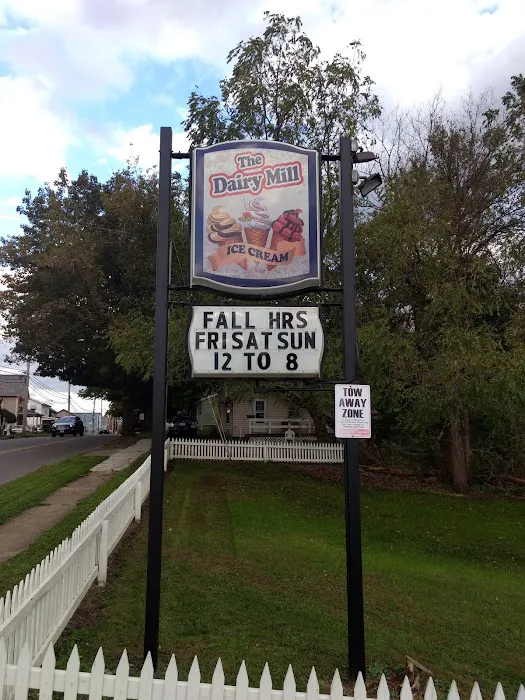 The
Dairy Mill
ICE CREAM
FALL HRS
FRI SAT SUN
12 TO 8
TOW
AWAY
ZONE